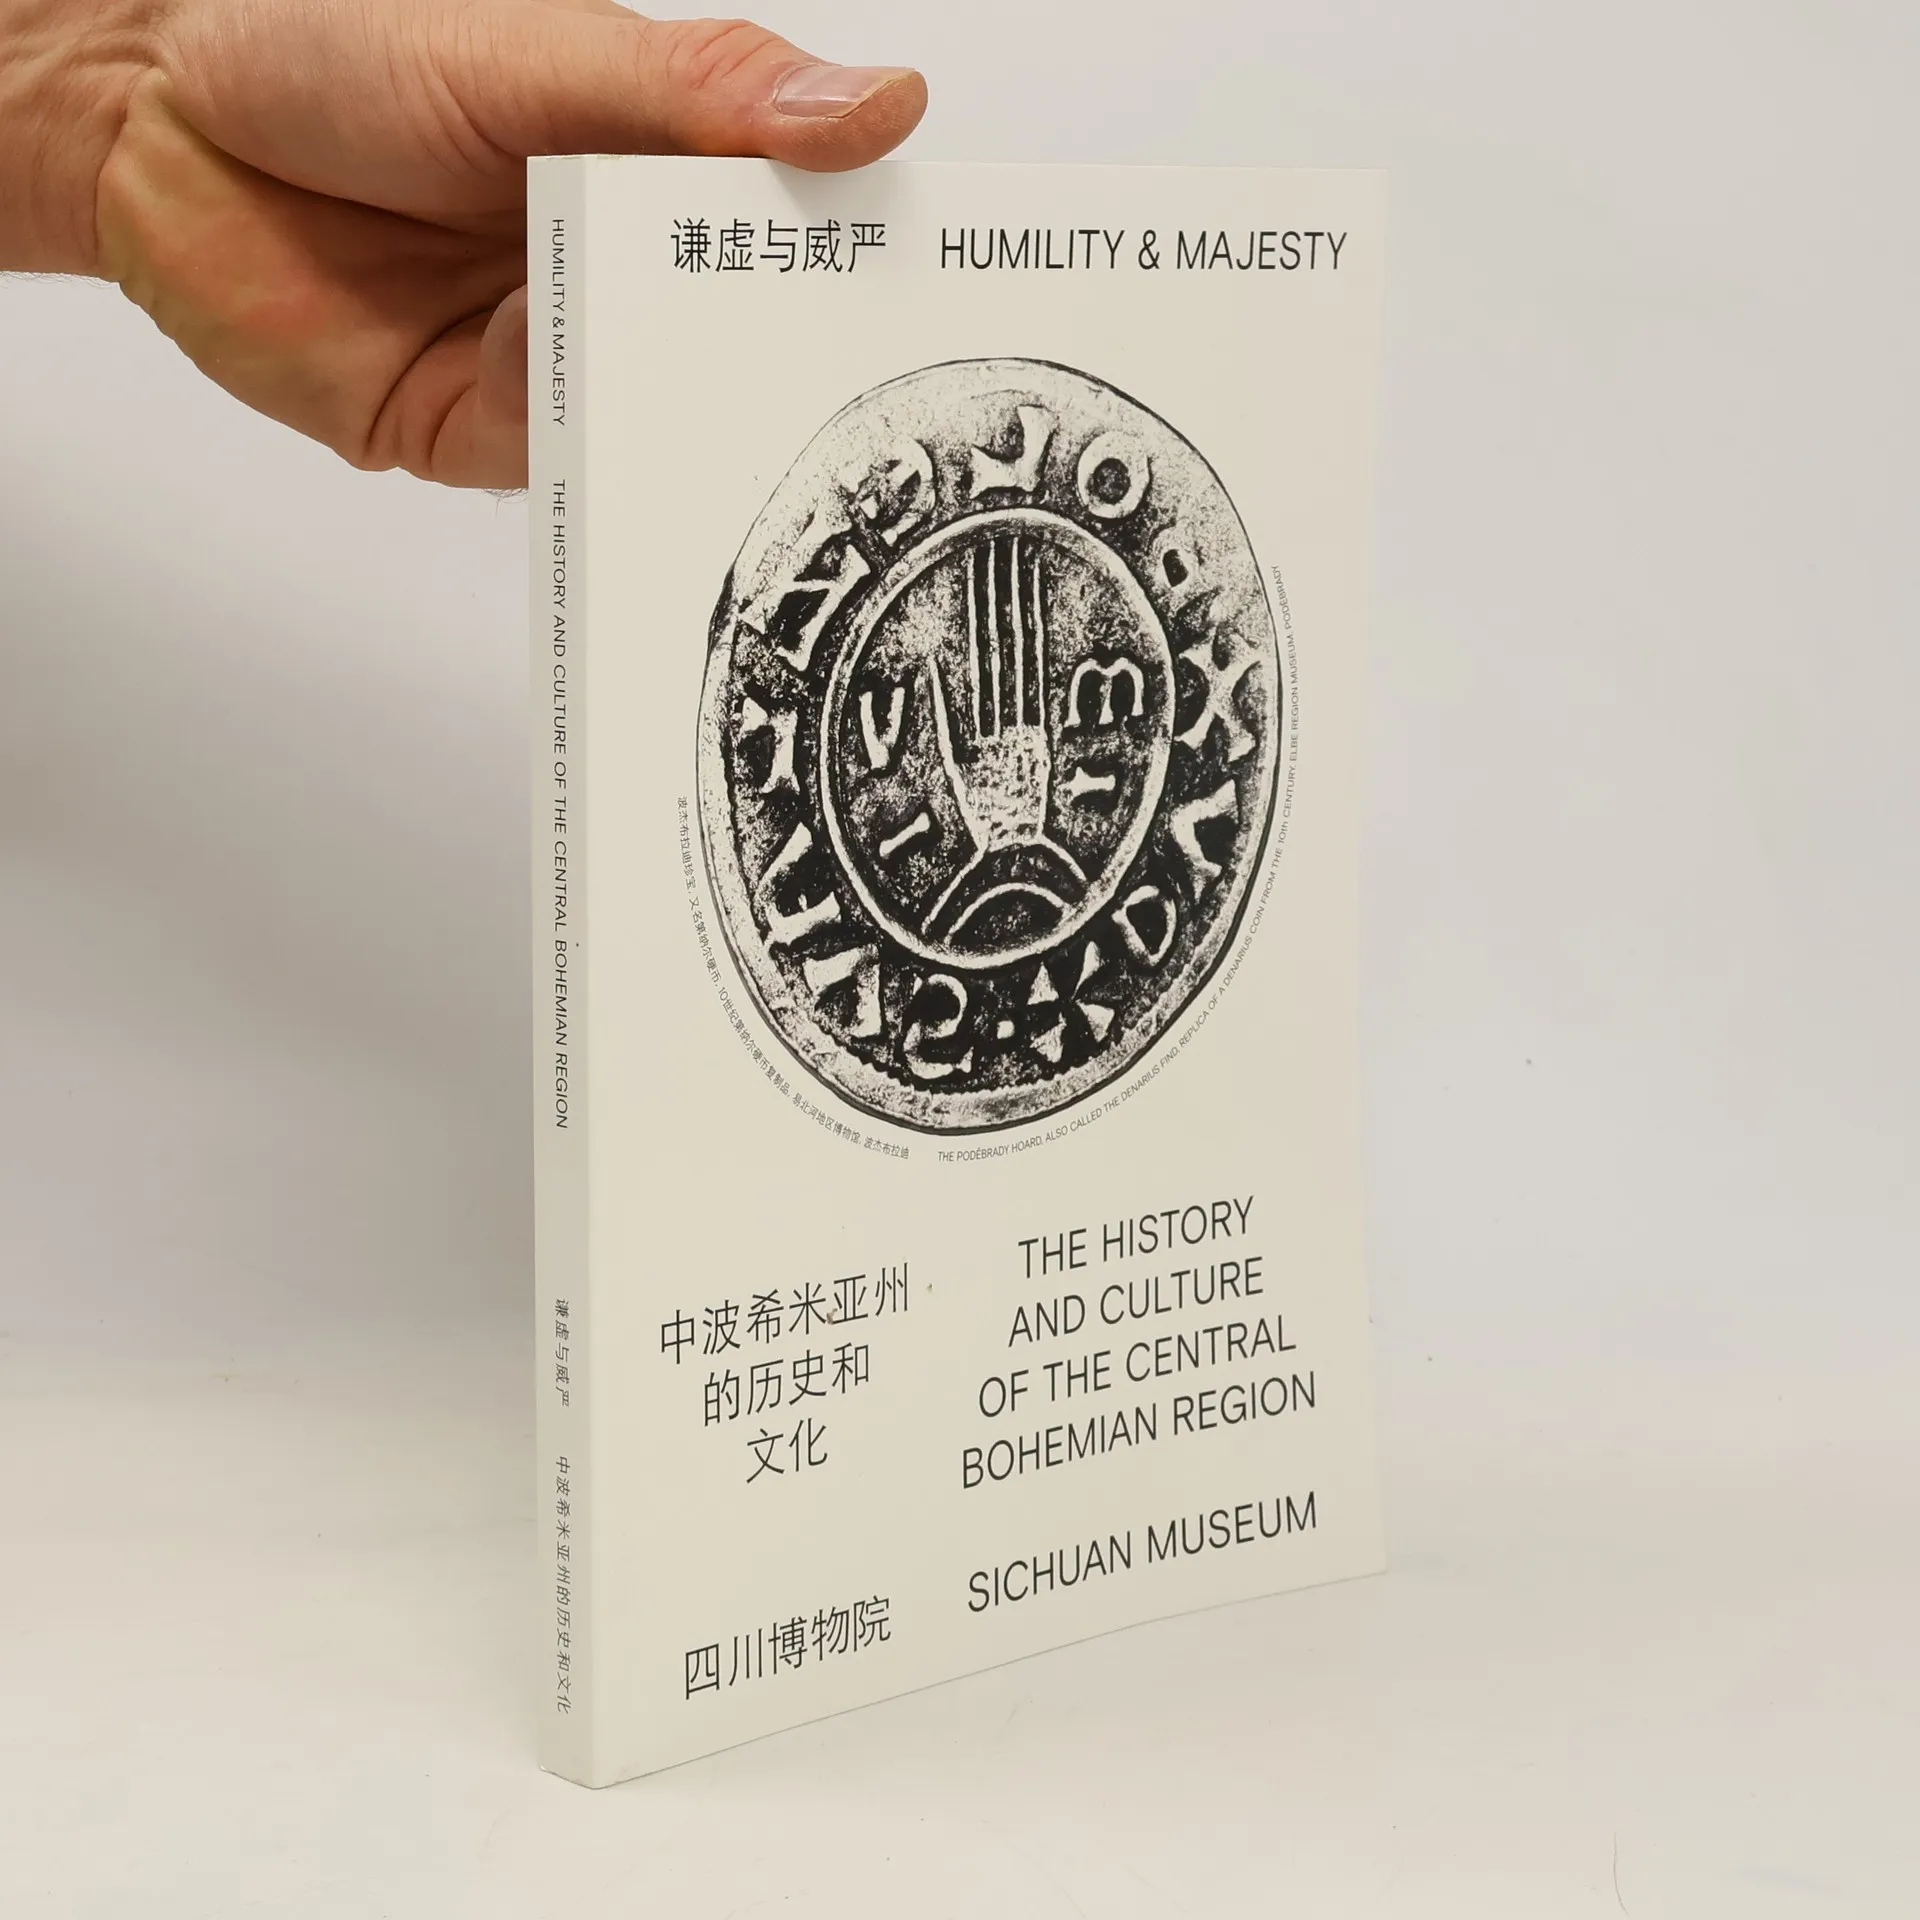 谦虚与威严
HUMILITY & MAJESTY
波杰布拉迪珍宝, 又名第纳尔硬币, 10世纪第纳尔硬币复制品, 易北河地区博物馆, 波杰布拉迪
THE PODĚBRADY HOARD, ALSO CALLED THE DENARIUS FIND, REPLICA OF A DENARIUS COIN FROM THE 10th CENTURY. ELBE REGION MUSEUM, PODĚBRADY
中波希米亚州
的历史和
文化
THE HISTORY
AND CULTURE
OF THE CENTRAL
BOHEMIAN REGION
四川博物院
SICHUAN MUSEUM
HUMILITY & MAJESTY
THE HISTORY AND CULTURE OF THE CENTRAL BOHEMIAN REGION
谦虚与威严
中波希米亚州的历史和文化